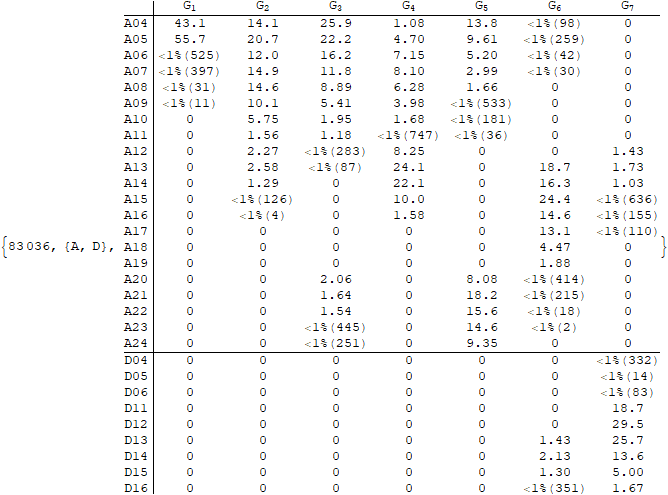 G1 G2 G3 G4 G5 G6 G7
A04 43.1 14.1 25.9 1.08 13.8 <1%(98) 0
A05 55.7 20.7 22.2 4.70 9.61 <1%(259) 0
A06 <1%(525) 12.0 16.2 7.15 5.20 <1%(42) 0
A07 <1%(397) 14.9 11.8 8.10 2.99 <1%(30) 0
A08 <1%(31) 14.6 8.89 6.28 1.66 0 0
A09 <1%(11) 10.1 5.41 3.98 <1%(533) 0 0
A10 0 5.75 1.95 1.68 <1%(181) 0 0
A11 0 1.56 1.18 <1%(747) <1%(36) 0 0
A12 0 2.27 <1%(283) 8.25 0 0 1.43
A13 0 2.58 <1%(87) 24.1 0 18.7 1.73
A14 0 1.29 0 22.1 0 16.3 1.03
A15 0 <1%(126) 0 10.0 0 24.4 <1%(636)
A16 0 <1%(4) 0 1.58 0 14.6 <1%(155)
A17 0 0 0 0 0 13.1 <1%(110)
{83036, {A, D}, A18 0 0 0 0 0 4.47 0 }
A19 0 0 0 0 0 1.88 0
A20 0 0 2.06 0 8.08 <1%(414) 0
A21 0 0 1.64 0 18.2 <1%(215) 0
A22 0 0 1.54 0 15.6 <1%(18) 0
A23 0 0 <1%(445) 0 14.6 <1%(2) 0
A24 0 0 <1%(251) 0 9.35 0 0
D04 0 0 0 0 0 0 <1%(332)
D05 0 0 0 0 0 0 <1%(14)
D06 0 0 0 0 0 0 <1%(83)
D11 0 0 0 0 0 0 18.7
D12 0 0 0 0 0 0 29.5
D13 0 0 0 0 0 1.43 25.7
D14 0 0 0 0 0 2.13 13.6
D15 0 0 0 0 0 1.30 5.00
D16 0 0 0 0 0 <1%(351) 1.67